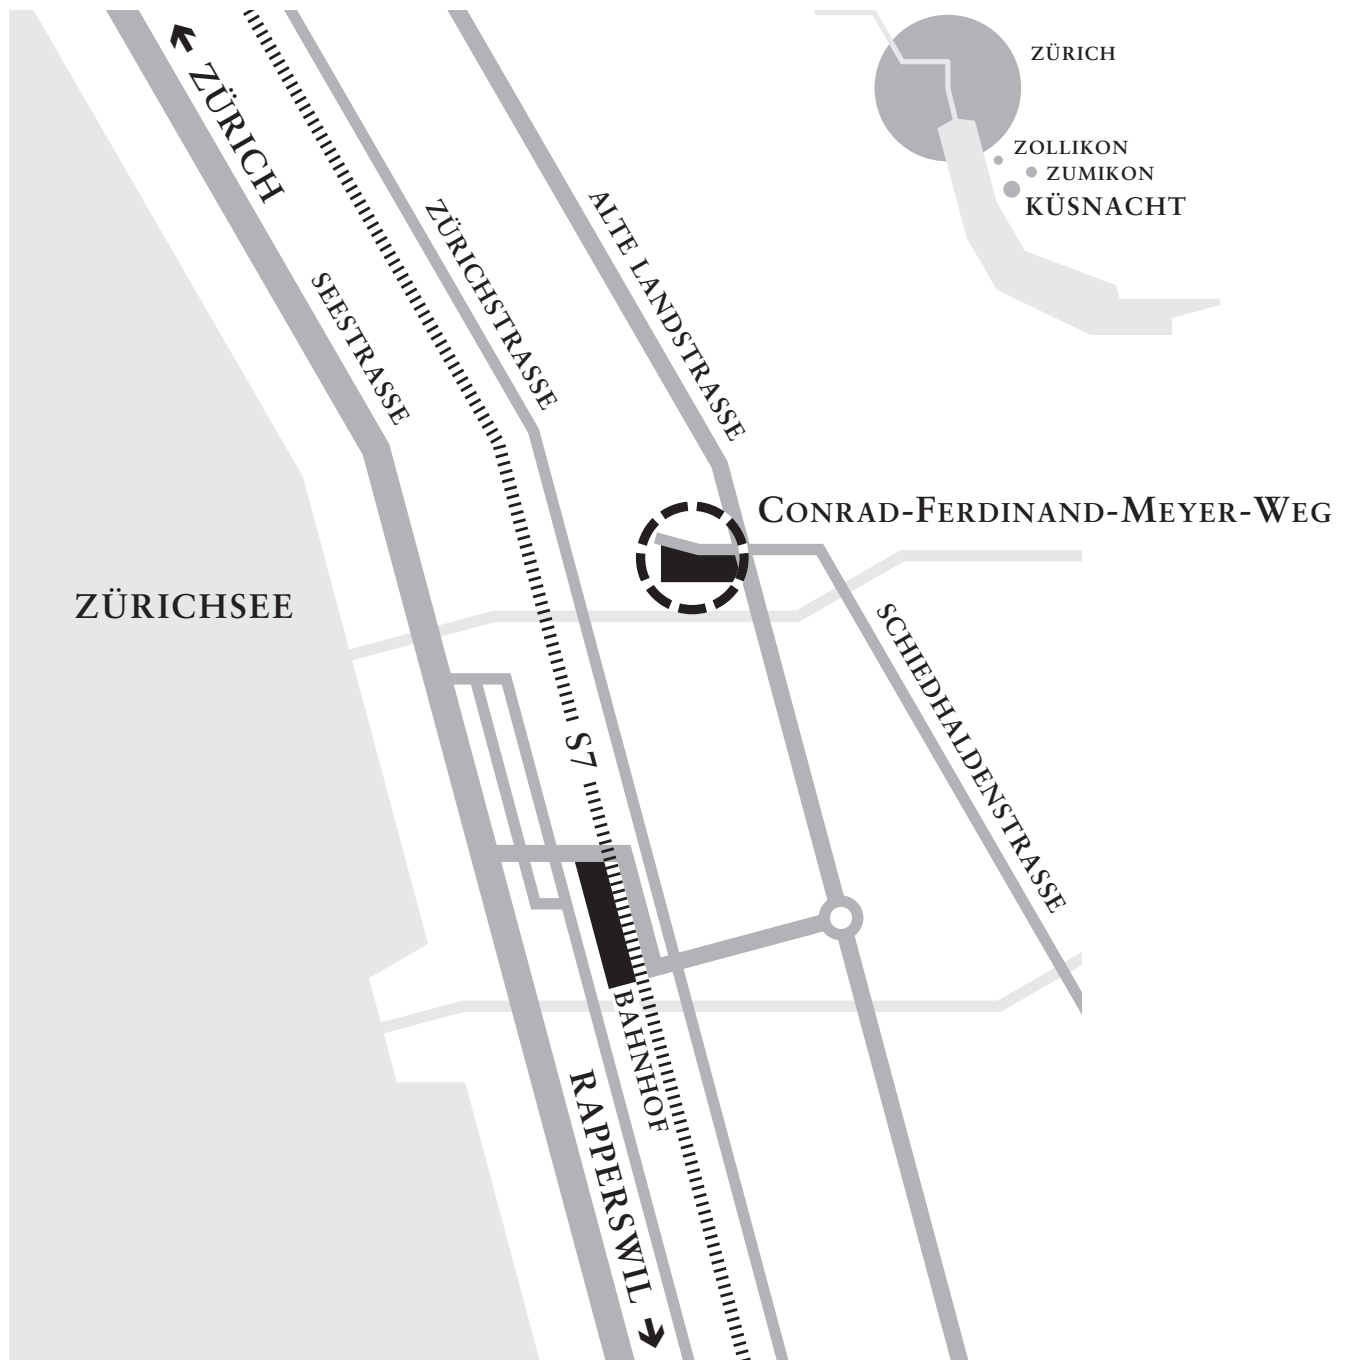 ZÜRICH
ZÜRICH
ZOLLIKON
ZUMIKON
KÜSNACHT
ZÜRICHSTRASSE
ALTE LANDSTRASSE
SEESTRASSE
CONRAD-FERDINAND-MEYER-WEG
ZÜRICHSEE
SCHIEDHALDENSTRASSE
S7
BAHNHOF
RAPPERSWIL